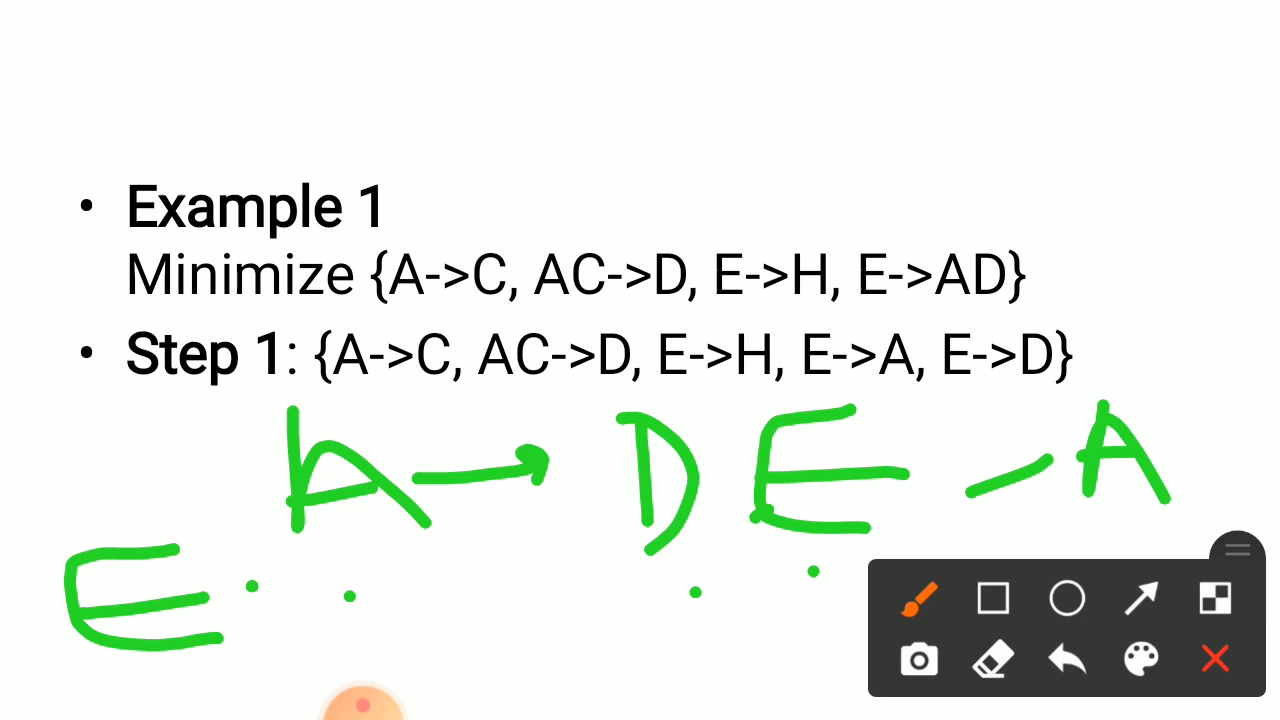 • Example 1
Minimize {A->C, AC->D, E->H, E->AD}
• Step 1: {A->C, AC->D, E->H, E->A, E->D}
A → D E - A
E